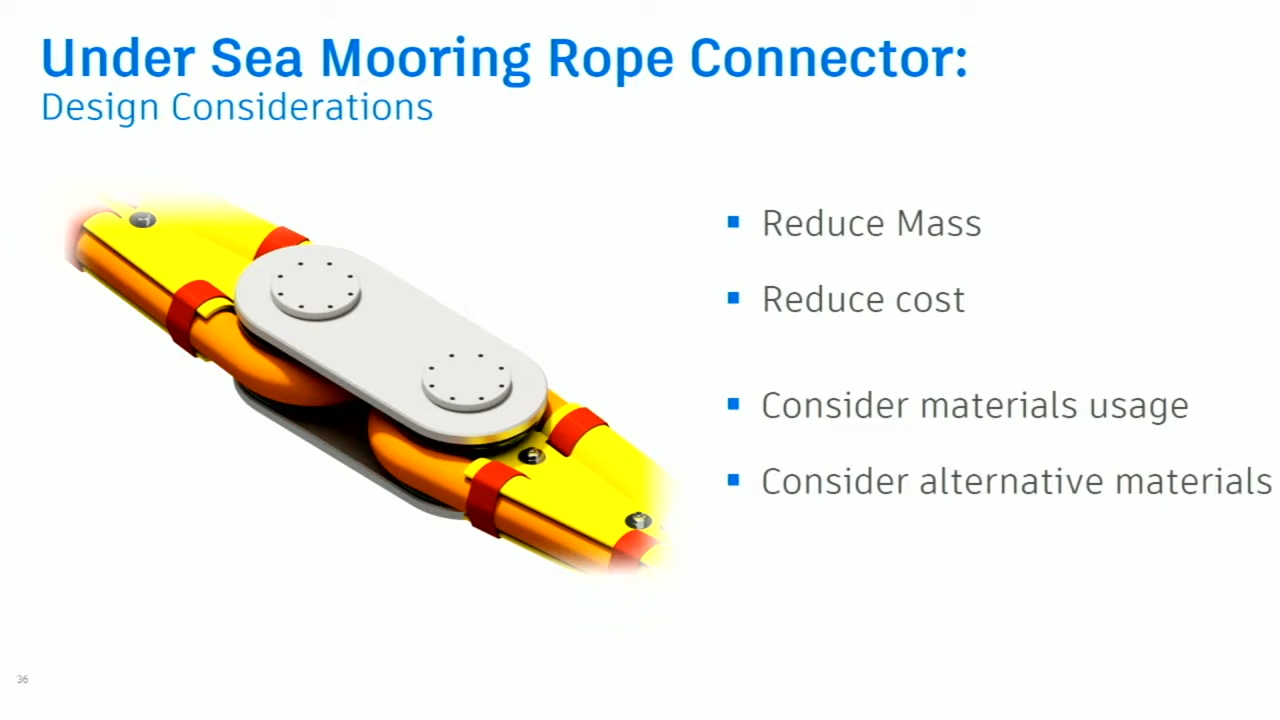 Under Sea Mooring Rope Connector:
Design Considerations
▪ Reduce Mass
▪ Reduce cost
▪ Consider materials usage
▪ Consider alternative materials
36